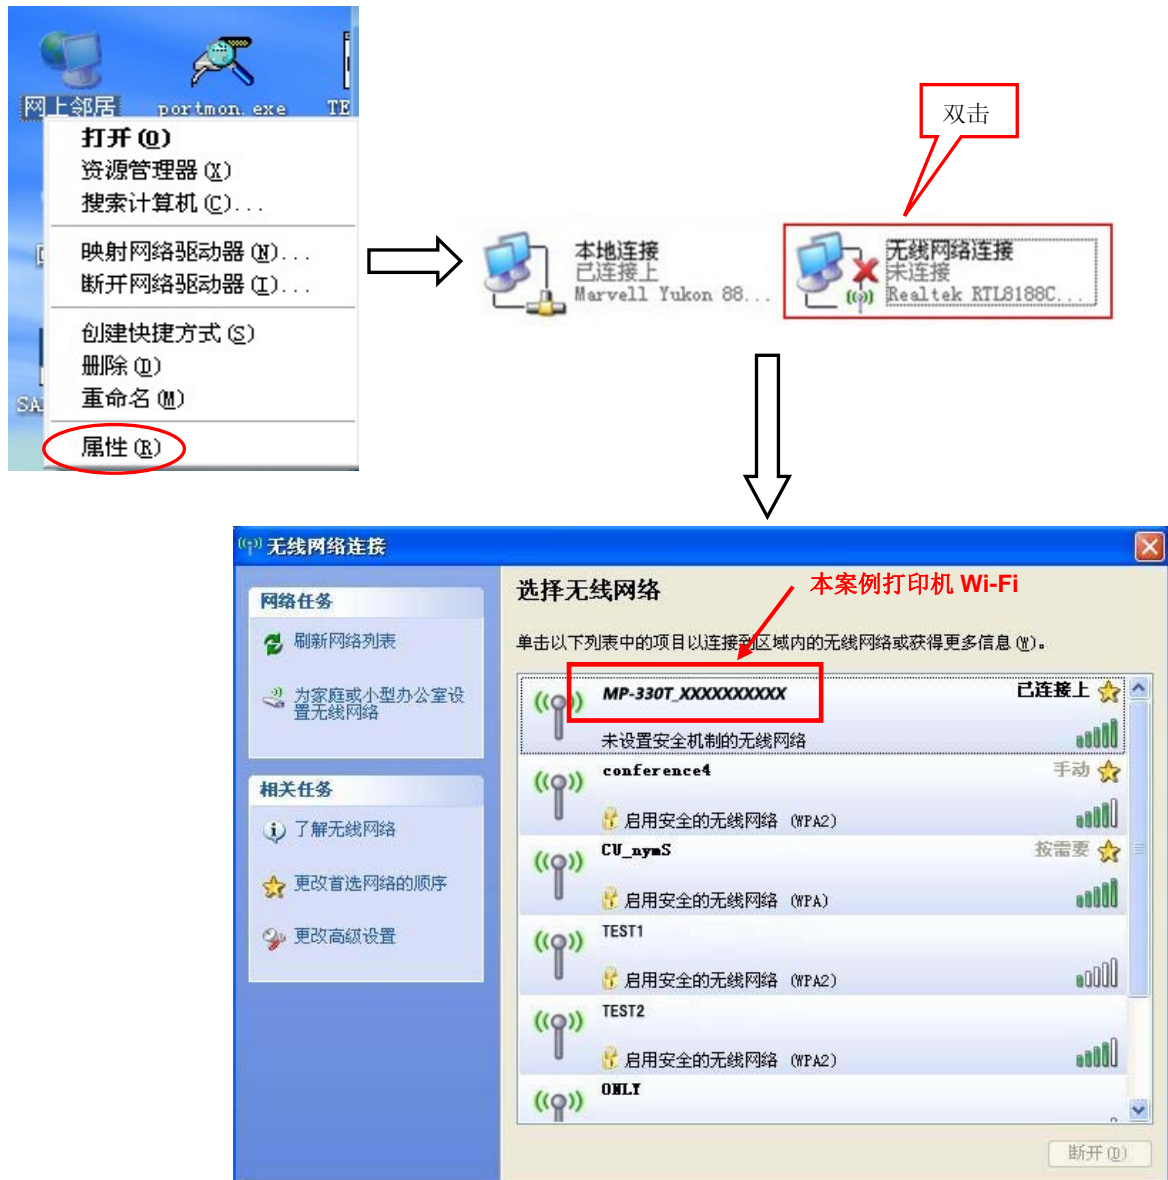 网上邻居
portmon.exe
TE
打开(O)
资源管理器(X)
搜索计算机(C)...
映射网络驱动器(N)...
断开网络驱动器(I)...
创建快捷方式(S)
删除(D)
重命名(M)
SA
属性(R)
双击
本地连接
已连接上
Marvell Yukon 88...
无线网络连接
未连接
Realtek RTL8188C...
无线网络连接
网络任务
刷新网络列表
为家庭或小型办公室设
置无线网络
相关任务
了解无线网络
更改首选网络的顺序
更改高级设置
选择无线网络
本案例打印机 Wi-Fi
单击以下列表中的项目以连接到区域内的无线网络或获得更多信息(W)。
MP-330T_XXXXXXXXXX
已连接上
未设置安全机制的无线网络
conference4
手动
启用安全的无线网络 (WPA2)
CU_nymS
按需要
启用安全的无线网络 (WPA)
TEST1
启用安全的无线网络 (WPA2)
TEST2
启用安全的无线网络 (WPA2)
ONLY
断开(D)